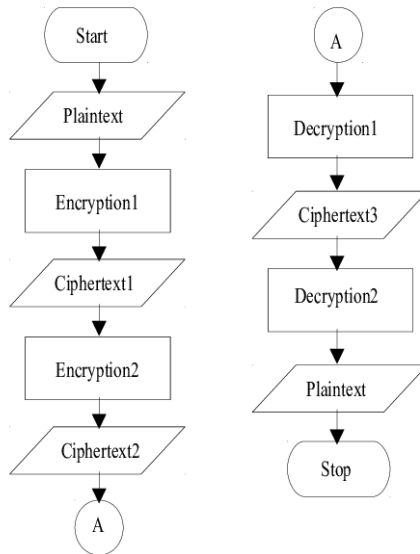 Start
Plaintext
Encryption1
Ciphertext1
Encryption2
Ciphertext2
A
A
Decryption1
Ciphertext3
Decryption2
Plaintext
Stop